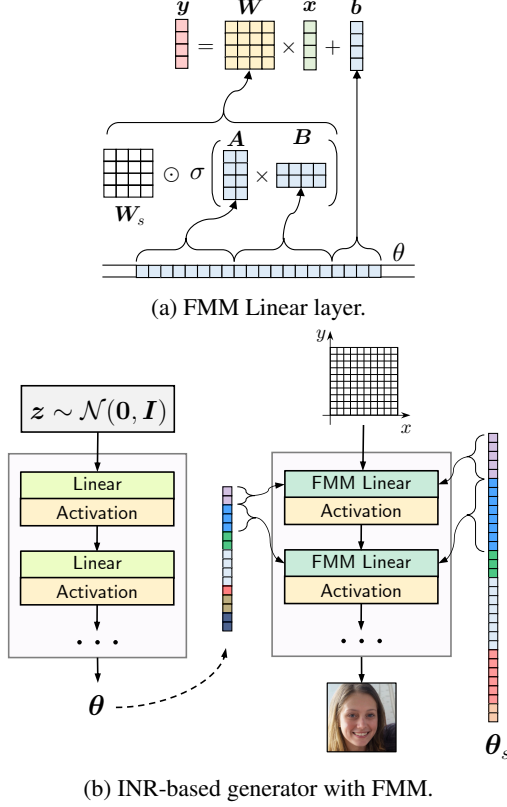 y = W × x + b
W_s ⊙ σ ( A × B )
θ
(a) FMM Linear layer.
y
x
z ∼ 𝒩(0, I)
Linear
Activation
Linear
Activation
· · ·
θ
FMM Linear
Activation
FMM Linear
Activation
· · ·
θ_s
(b) INR-based generator with FMM.